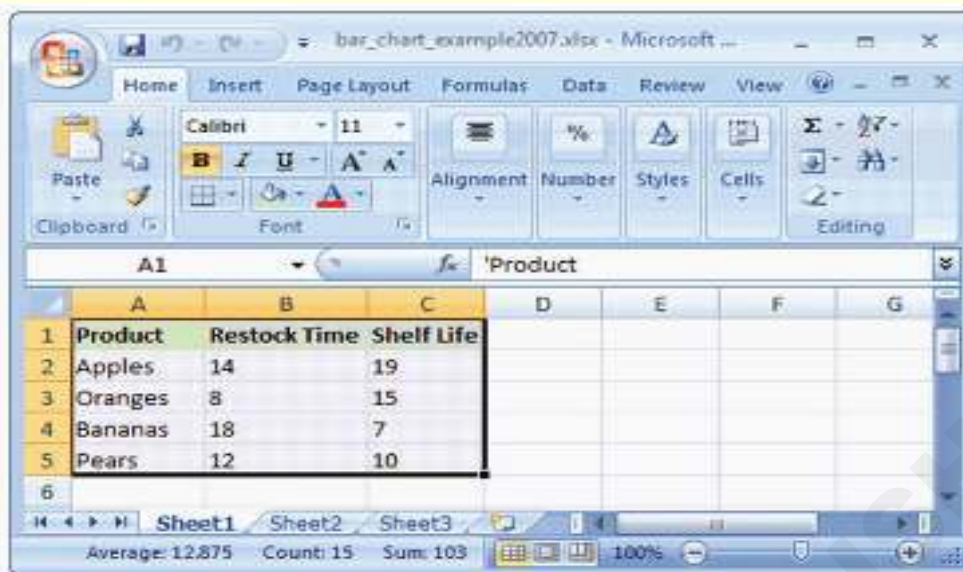 bar_chart_example2007.xlsx - Microsoft ...
Home Insert Page Layout Formulas Data Review View
Paste
Calibri 11
B I U A A
A
Alignment Number Styles Cells
%
Σ
Clipboard Font Editing
A1 fx 'Product
A B C D E F G
1 Product Restock Time Shelf Life
2 Apples 14 19
3 Oranges 8 15
4 Bananas 18 7
5 Pears 12 10
6
Sheet1 Sheet2 Sheet3
Average: 12.875 Count: 15 Sum: 103 100%